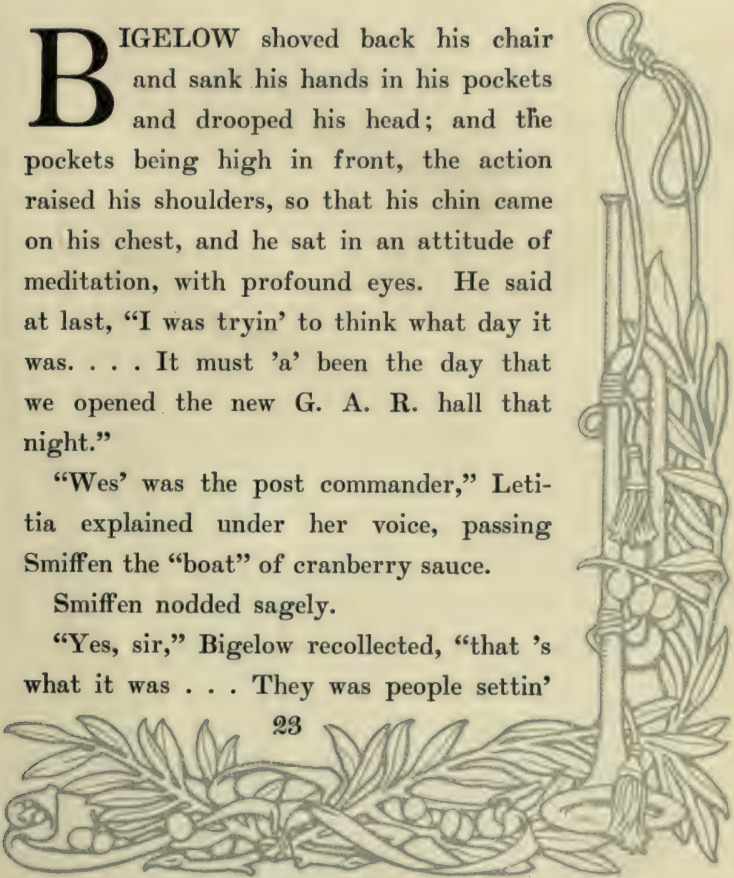 BIGELOW shoved back his chair
and sank his hands in his pockets
and drooped his head; and the
pockets being high in front, the action
raised his shoulders, so that his chin came
on his chest, and he sat in an attitude of
meditation, with profound eyes. He said
at last, “I was tryin’ to think what day it
was. . . . It must ’a’ been the day that
we opened the new G. A. R. hall that
night.”
“Wes’ was the post commander,” Leti-
tia explained under her voice, passing
Smiffen the “boat” of cranberry sauce.
Smiffen nodded sagely.
“Yes, sir,” Bigelow recollected, “that ’s
what it was . . . They was people settin’
23